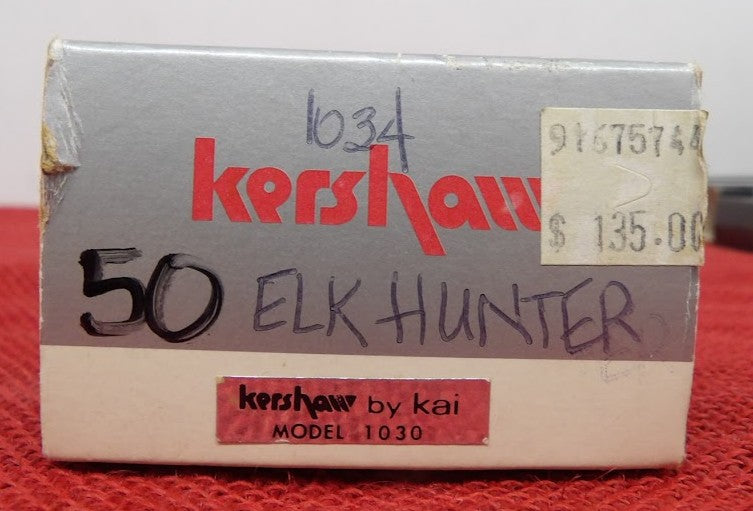 1034
kershaw
91675744
$ 135.00
50 ELK HUNTER
kershaw by kai
MODEL 1030